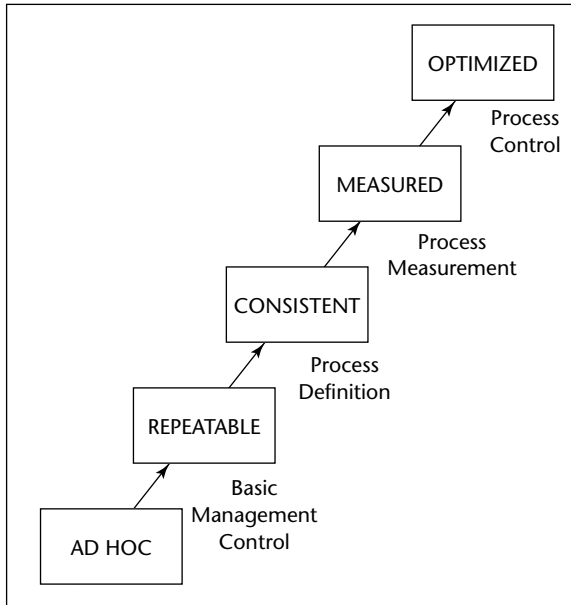 OPTIMIZED
Process
Control
MEASURED
Process
Measurement
CONSISTENT
Process
Definition
REPEATABLE
Basic
Management
Control
AD HOC